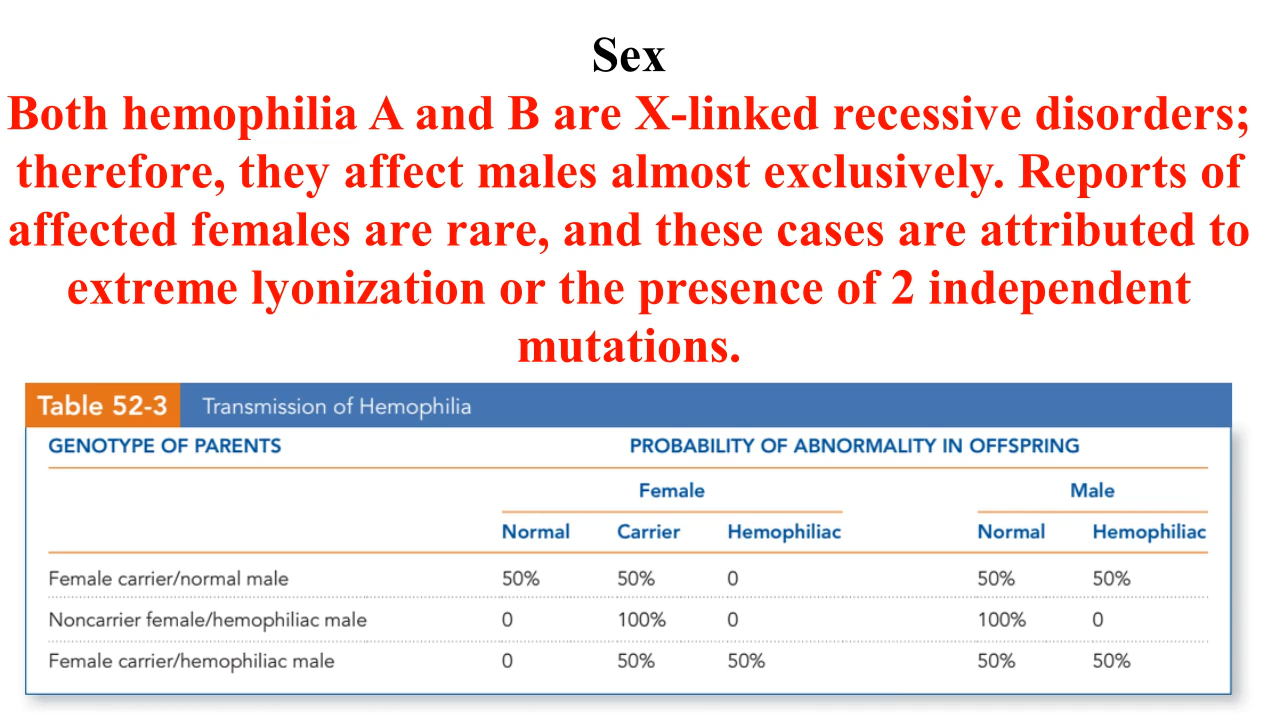 Sex
Both hemophilia A and B are X-linked recessive disorders;
therefore, they affect males almost exclusively. Reports of
affected females are rare, and these cases are attributed to
extreme lyonization or the presence of 2 independent
mutations.
Table 52-3 Transmission of Hemophilia
GENOTYPE OF PARENTS PROBABILITY OF ABNORMALITY IN OFFSPRING
Female Male
Normal Carrier Hemophiliac Normal Hemophiliac
Female carrier/normal male 50% 50% 0 50% 50%
Noncarrier female/hemophiliac male 0 100% 0 100% 0
Female carrier/hemophiliac male 0 50% 50% 50% 50%